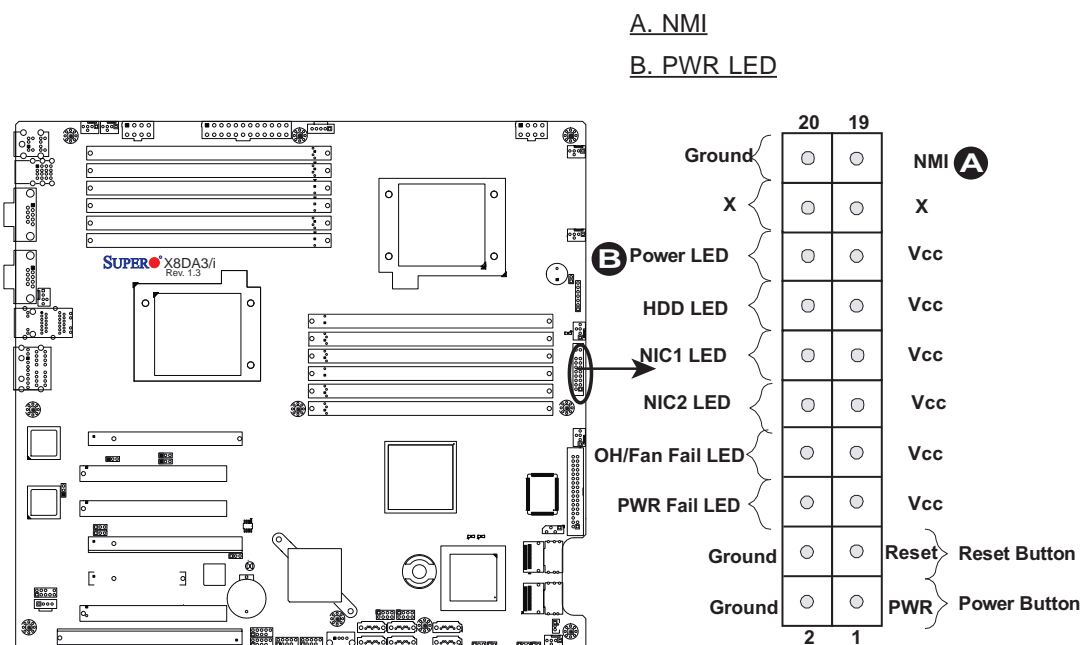 A. NMI
B. PWR LED
SUPER X8DA3/i
Rev. 1.3
20 19
Ground NMI A
X X
B Power LED Vcc
HDD LED Vcc
NIC1 LED Vcc
NIC2 LED Vcc
OH/Fan Fail LED Vcc
PWR Fail LED Vcc
Ground Reset Reset Button
Ground PWR Power Button
2 1